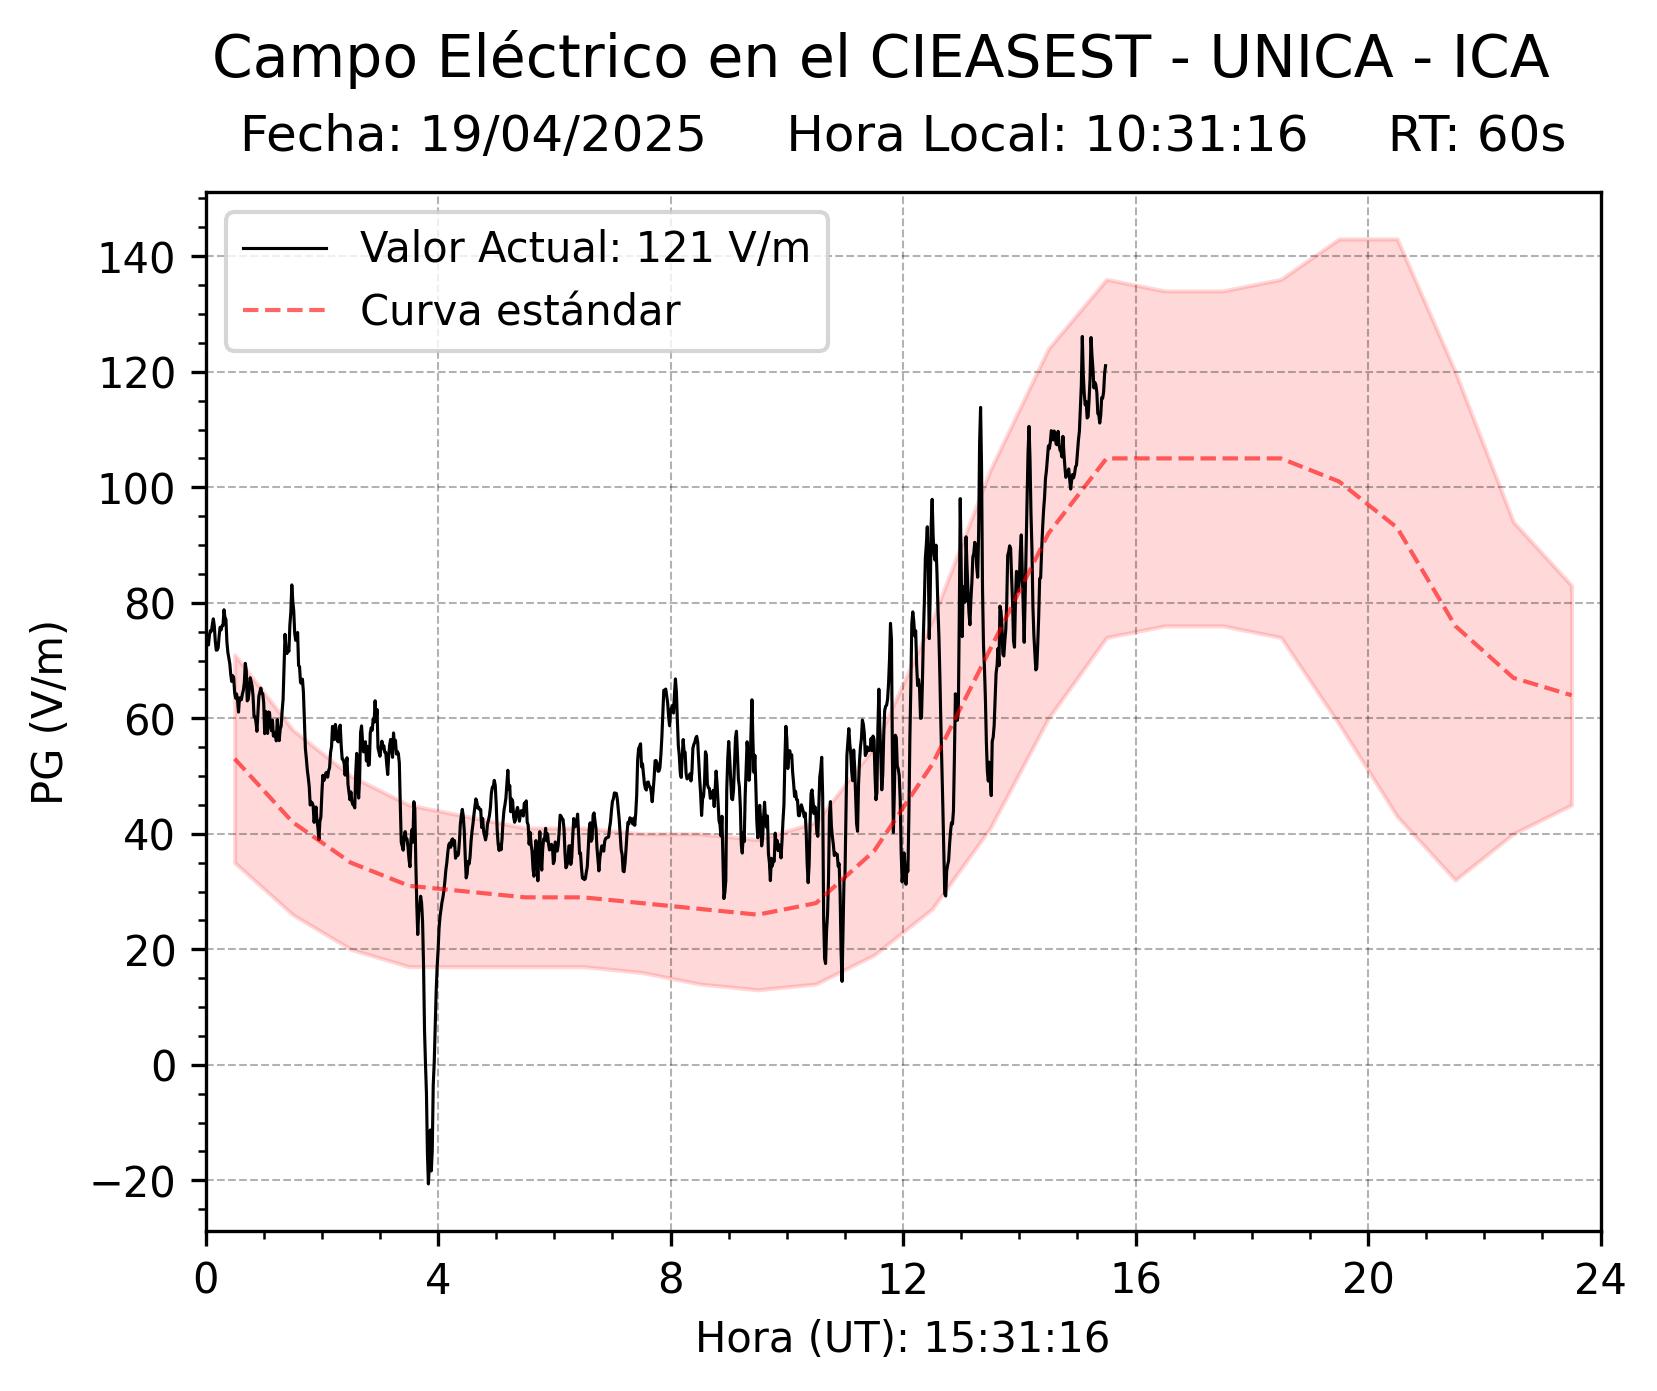 Campo Eléctrico en el CIEASEST - UNICA - ICA
Fecha: 19/04/2025 Hora Local: 10:31:16 RT: 60s
Valor Actual: 121 V/m
Curva estándar
PG (V/m)
140
120
100
80
60
40
20
0
−20
0 4 8 12 16 20 24
Hora (UT): 15:31:16